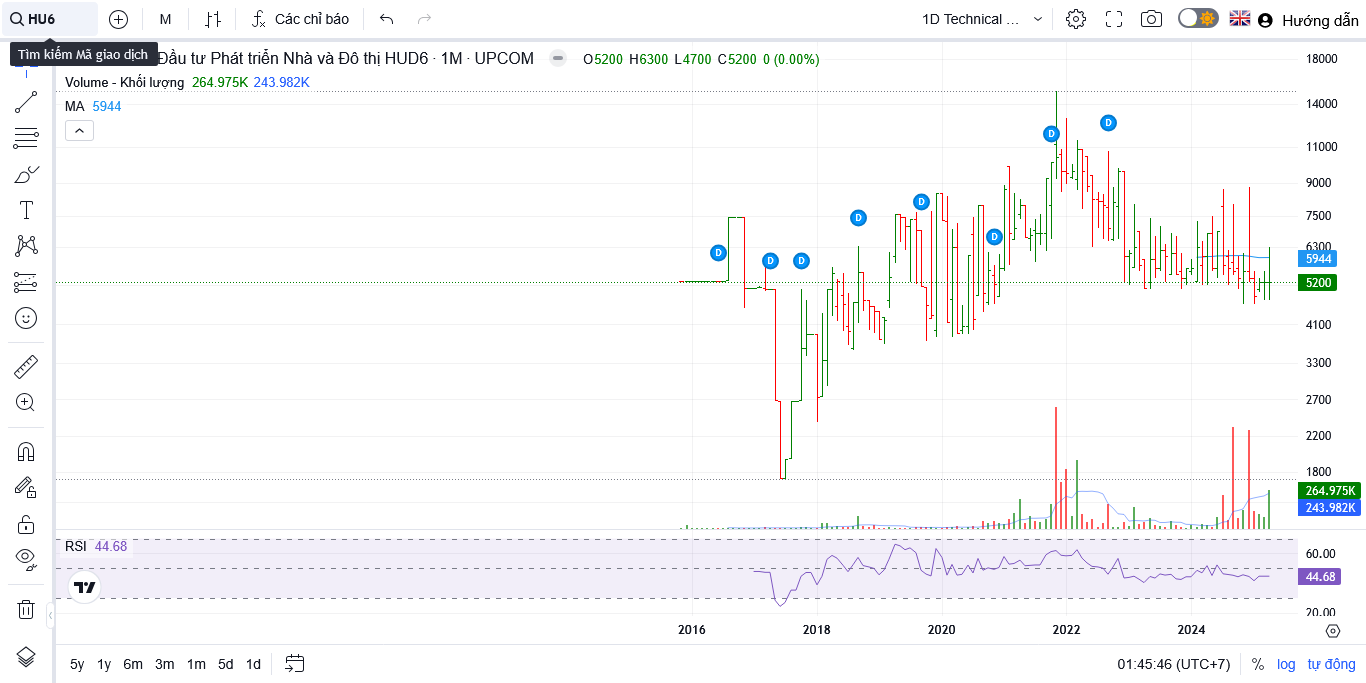 HU6 M Các chỉ báo 1D Technical ... Hướng dẫn
Tìm kiếm Mã giao dịch
Đầu tư Phát triển Nhà và Đô thị HUD6 · 1M · UPCOM O5200 H6300 L4700 C5200 0 (0.00%)
Volume - Khối lượng 264.975K 243.982K
MA 5944
18000
14000
11000
9000
7500
6300
5944
5200
4100
3300
2700
2200
1800
264.975K
243.982K
D
D
D
D
D
D
D
D
RSI 44.68
60.00
44.68
20.00
2016 2018 2020 2022 2024
5y 1y 6m 3m 1m 5d 1d 01:45:46 (UTC+7) % log tự động